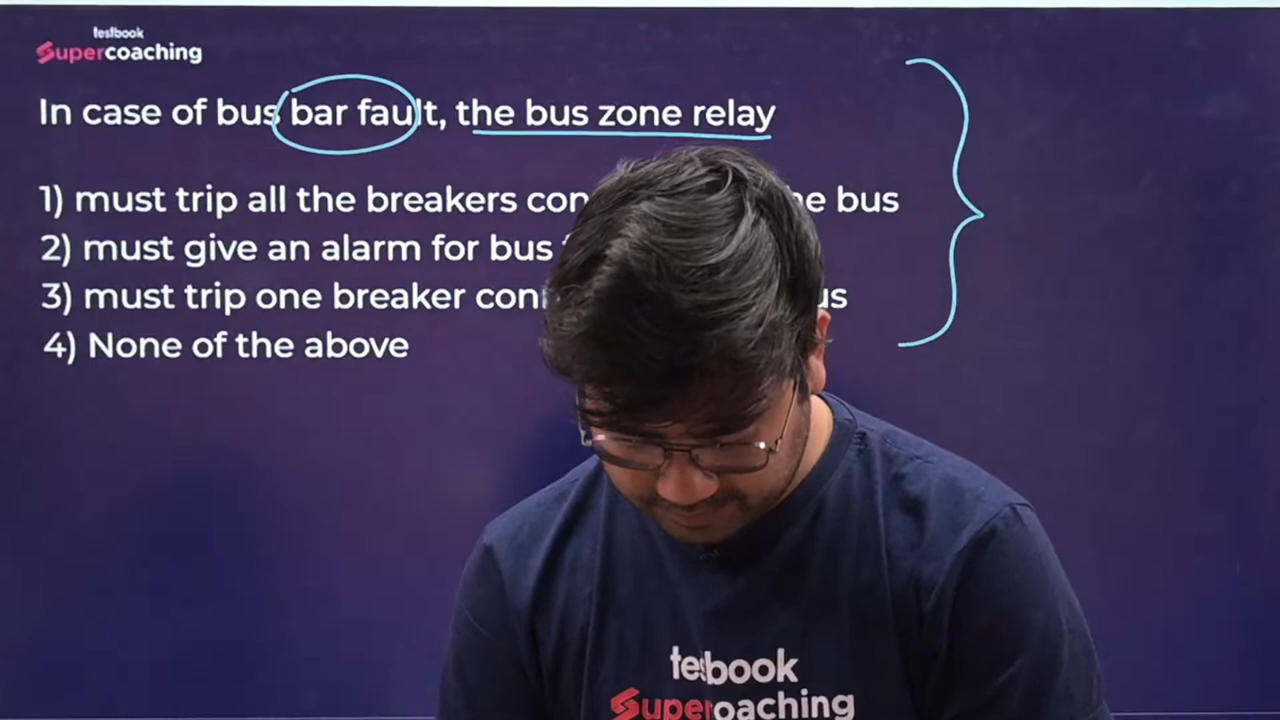 testbook
Supercoaching
In case of bus bar fault, the bus zone relay
1) must trip all the breakers con e bus
2) must give an alarm for bus
3) must trip one breaker con us
4) None of the above
testbook
Supercoaching